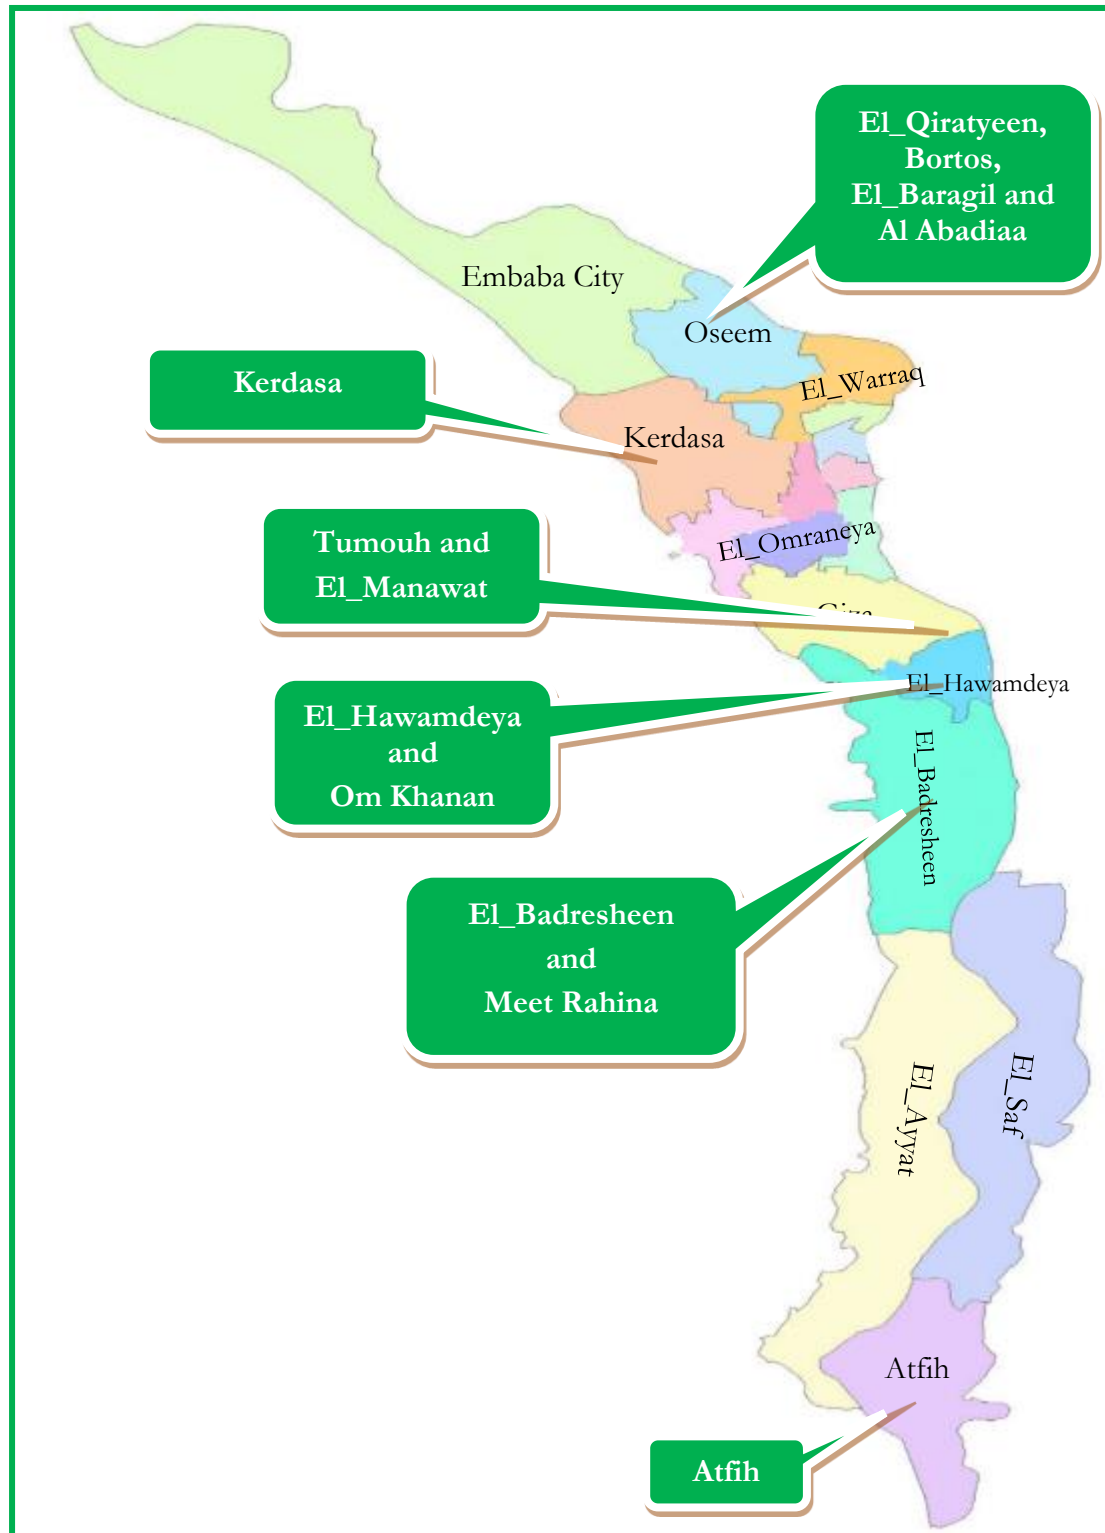 El_Qiratyeen,
Bortos,
El_Baragil and
Al Abadiaa
Embaba City
Oseem
El_Warraq
Kerdasa
Kerdasa
Tumouh and
El_Manawat
El_Omraneya
Giza
El_Hawamdeya
El_Hawamdeya
and
Om Khanan
El_Badresheen
El_Badresheen
and
Meet Rahina
El_Ayyat
El_Saf
Atfih
Atfih